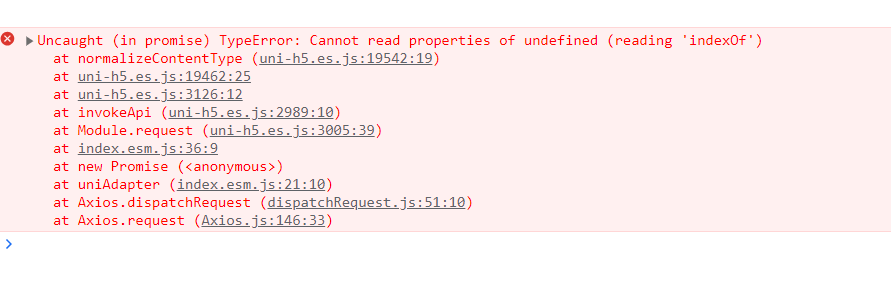 Uncaught (in promise) TypeError: Cannot read properties of undefined (reading 'indexOf')
at normalizeContentType (uni-h5.es.js:19542:19)
at uni-h5.es.js:19462:25
at uni-h5.es.js:3126:12
at invokeApi (uni-h5.es.js:2989:10)
at Module.request (uni-h5.es.js:3005:39)
at index.esm.js:36:9
at new Promise (<anonymous>)
at uniAdapter (index.esm.js:21:10)
at Axios.dispatchRequest (dispatchRequest.js:51:10)
at Axios.request (Axios.js:146:33)